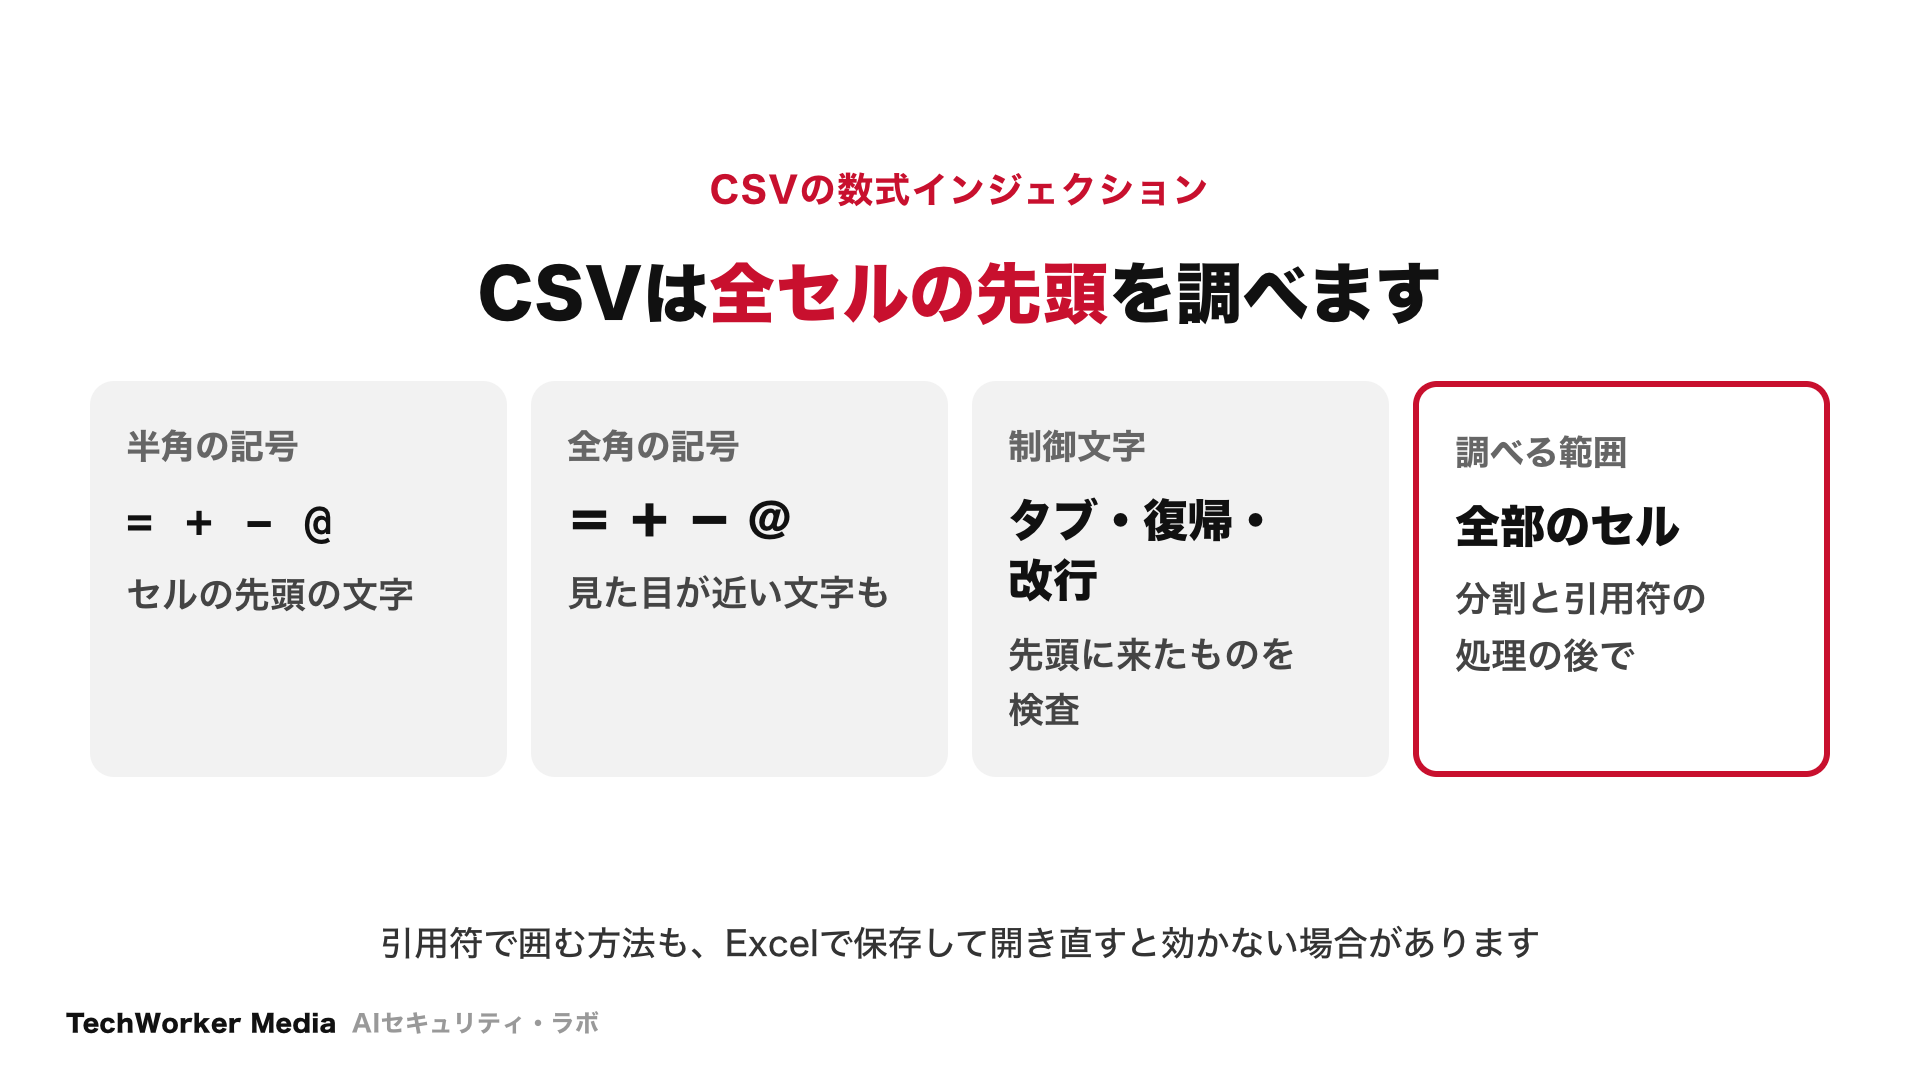 CSVの数式インジェクション
CSVは全セルの先頭を調べます
半角の記号
= + - @
セルの先頭の文字
全角の記号
＝＋－＠
見た目が近い文字も
制御文字
タブ・復帰・
改行
先頭に来たものを
検査
調べる範囲
全部のセル
分割と引用符の
処理の後で
引用符で囲む方法も、Excelで保存して開き直すと効かない場合があります
TechWorker Media AIセキュリティ・ラボ